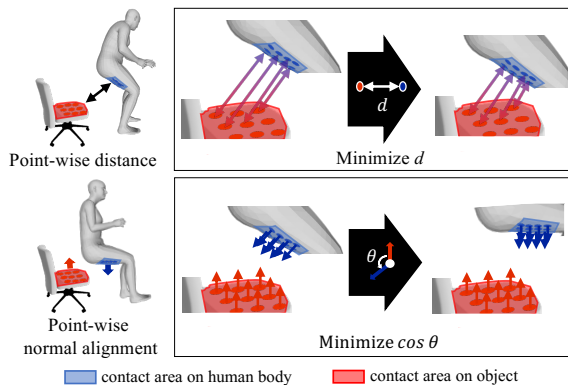 d
Point-wise distance
Minimize d
θ
Point-wise
normal alignment
Minimize cos θ
contact area on human body
contact area on object